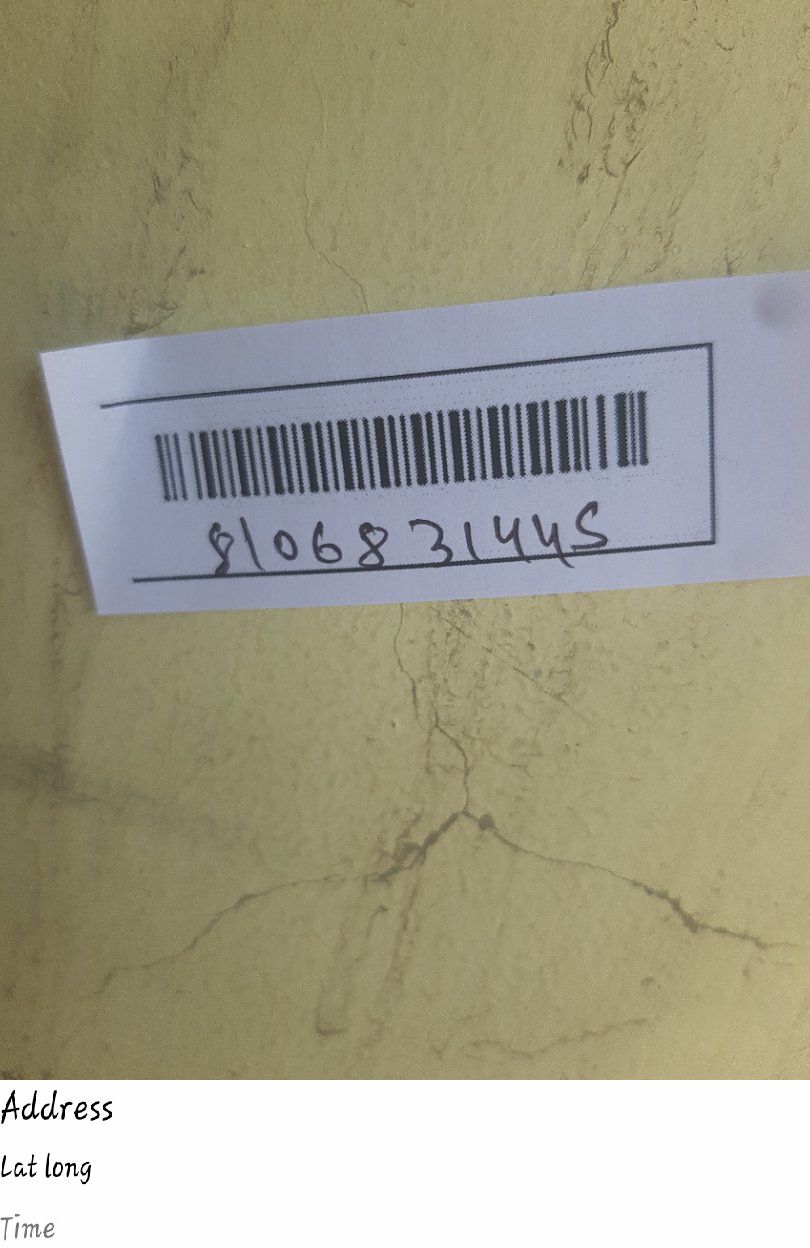 8106831445
Address
Lat long
Time